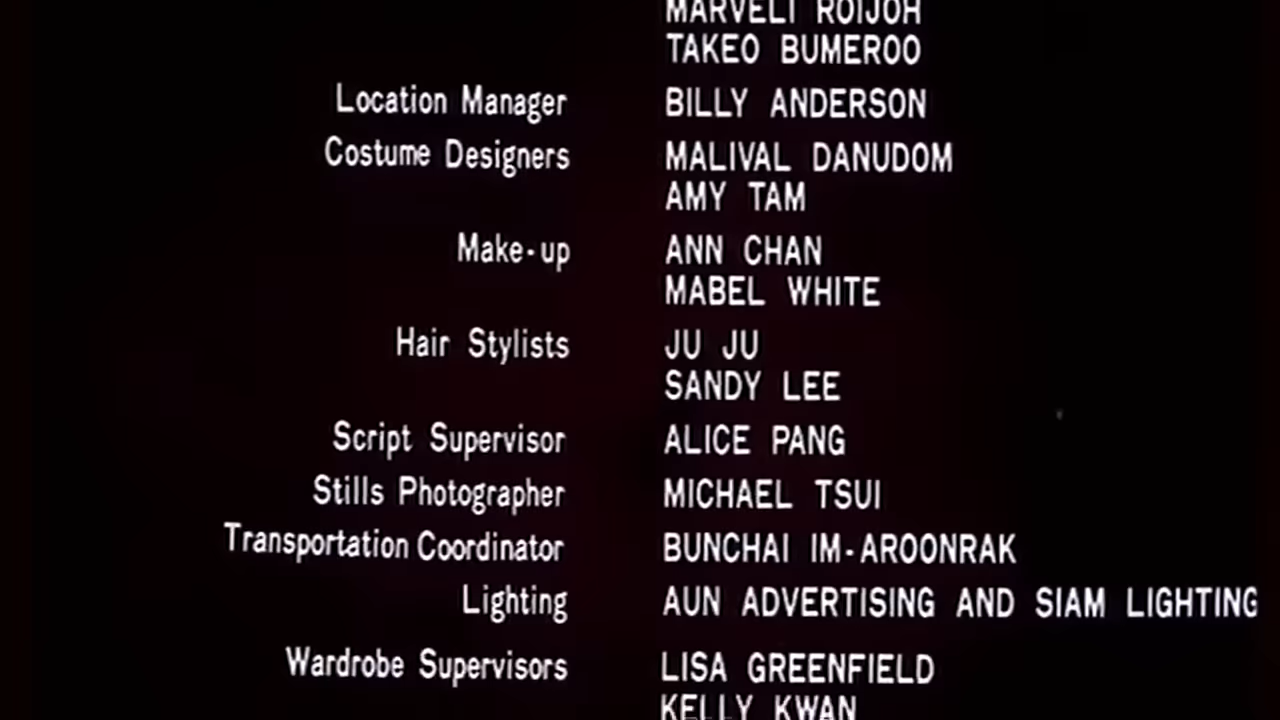 MARVELI ROIJOH
TAKEO BUMEROO
Location Manager BILLY ANDERSON
Costume Designers MALIVAL DANUDOM
AMY TAM
Make-up ANN CHAN
MABEL WHITE
Hair Stylists JU JU
SANDY LEE
Script Supervisor ALICE PANG
Stills Photographer MICHAEL TSUI
Transportation Coordinator BUNCHAI IM-AROONRAK
Lighting AUN ADVERTISING AND SIAM LIGHTING
Wardrobe Supervisors LISA GREENFIELD
KELLY KWAN